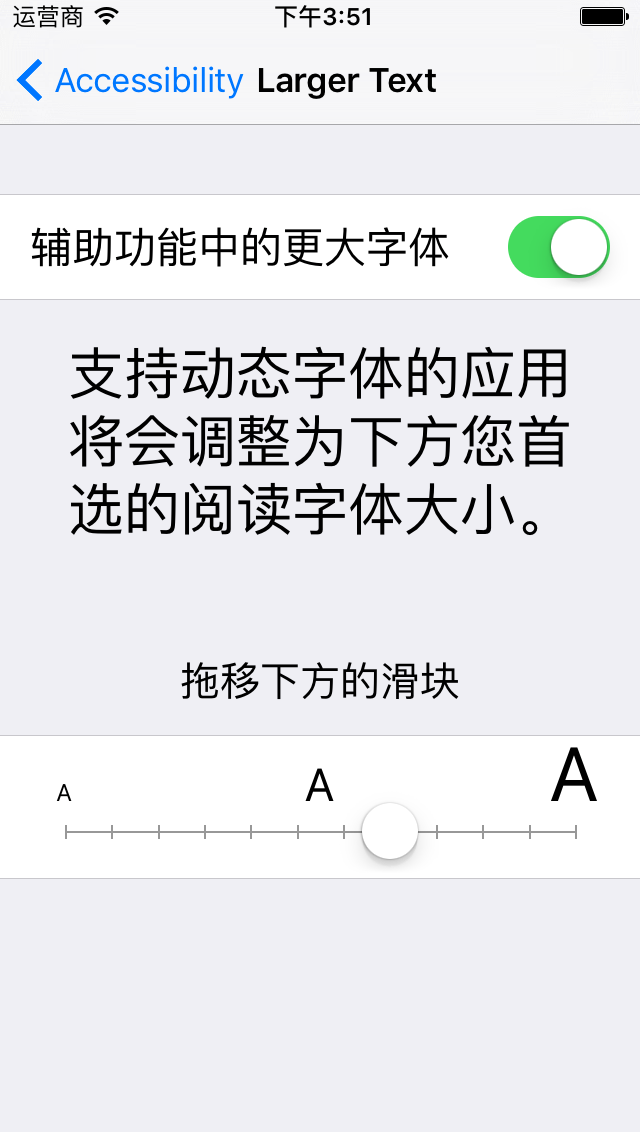 运营商 下午3:51
Accessibility Larger Text
辅助功能中的更大字体
支持动态字体的应用
将会调整为下方您首
选的阅读字体大小。
拖移下方的滑块
A A A